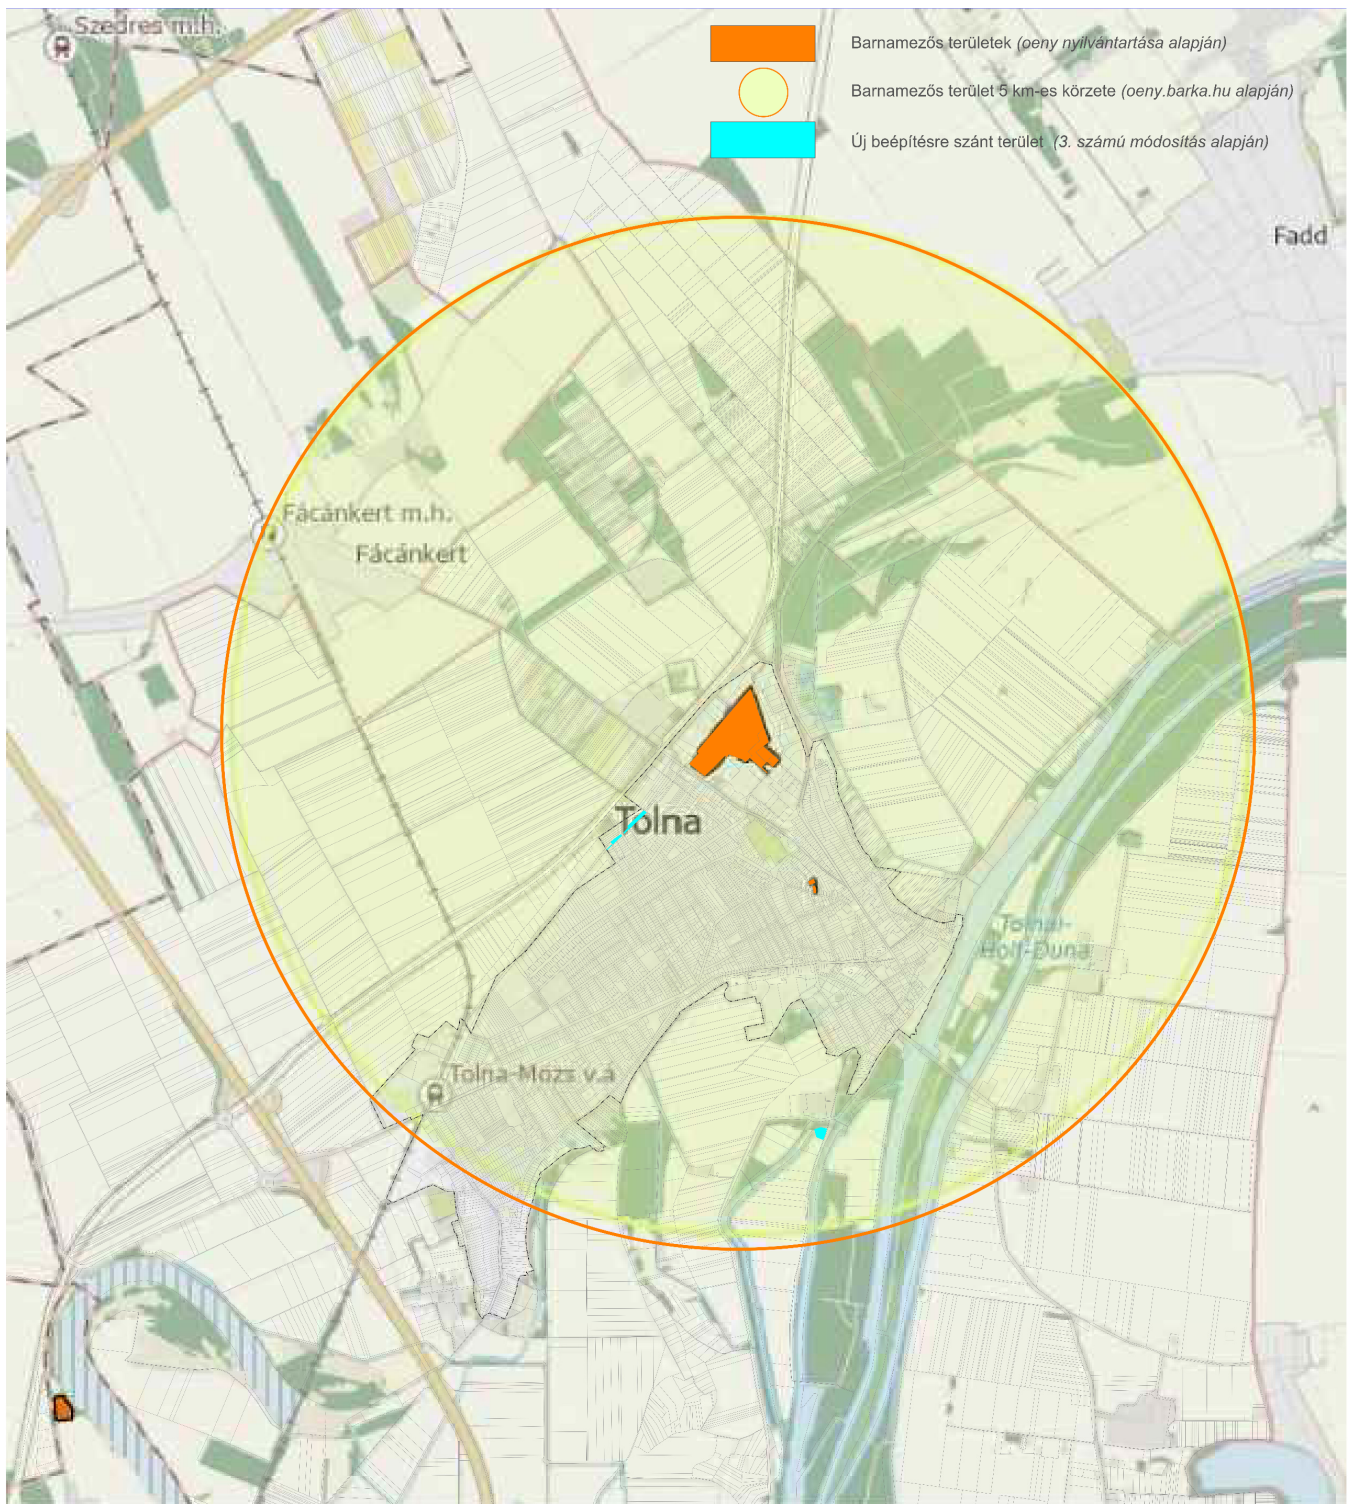 Szedres m.h.
Barnamezős területek (oeny nyilvántartása alapján)
Barnamezős terület 5 km-es körzete (oeny.barka.hu alapján)
Új beépítésre szánt terület (3. számú módosítás alapján)
Fadd
Fácánkert m.h.
Fácánkert
Tolna
Tolnai-
Holt-Duna
Tolna-Mözs v.á